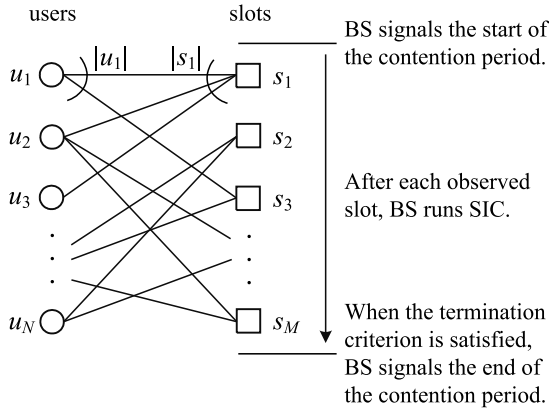 users
slots
BS signals the start of
the contention period.
|u₁|
|s₁|
u₁
s₁
u₂
s₂
u₃
s₃
After each observed
slot, BS runs SIC.
u_N
s_M
When the termination
criterion is satisfied,
BS signals the end of
the contention period.